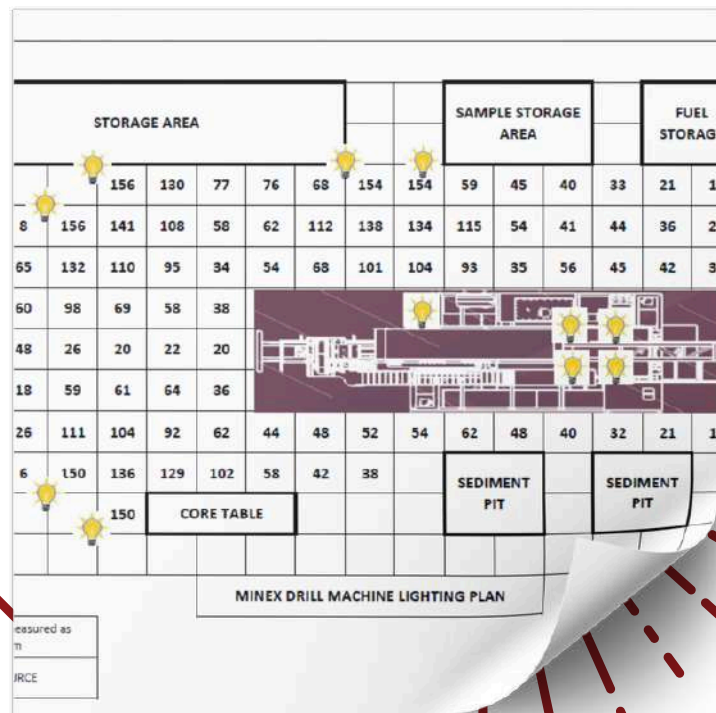 STORAGE AREA
SAMPLE STORAGE
AREA
FUEL
STORAG
156 130 77 76 68 154 154 59 45 40 33 21 1
8 156 141 108 58 62 112 138 134 115 54 41 44 36 2
65 132 110 95 34 54 68 101 104 93 35 56 45 42 3
60 98 69 58 38
48 26 20 22 20
18 59 61 64 36
26 111 104 92 62 44 48 52 54 62 48 40 32 21 1
6 150 136 129 102 58 42 38
SEDIMENT
PIT
SEDIMENT
PIT
150
CORE TABLE
MINEX DRILL MACHINE LIGHTING PLAN
easured as
m
URCE